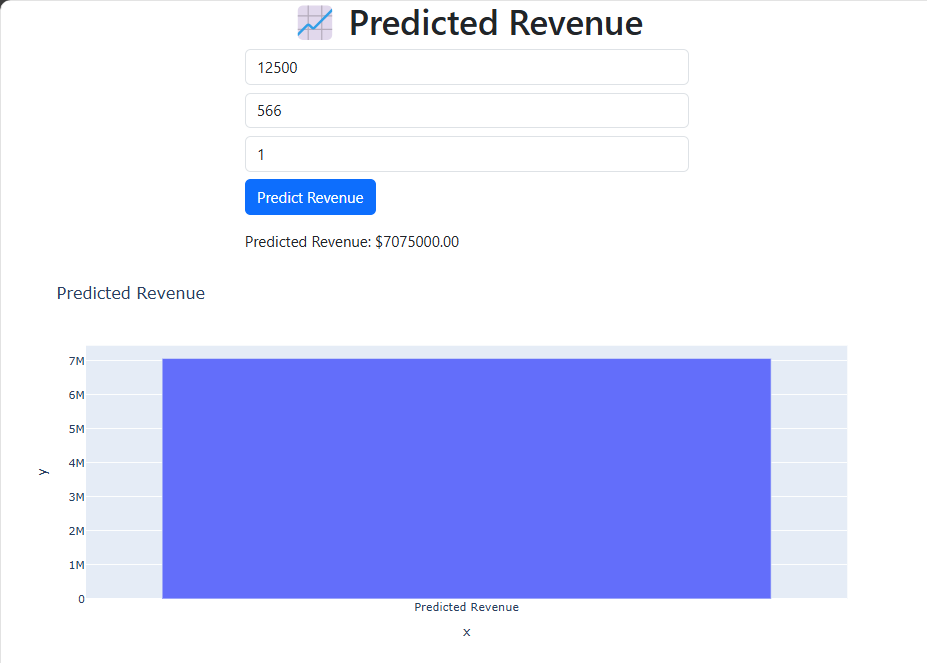 Predicted Revenue
12500
566
1
Predict Revenue
Predicted Revenue: $7075000.00
Predicted Revenue
7M
6M
5M
4M
3M
2M
1M
0
y
Predicted Revenue
x